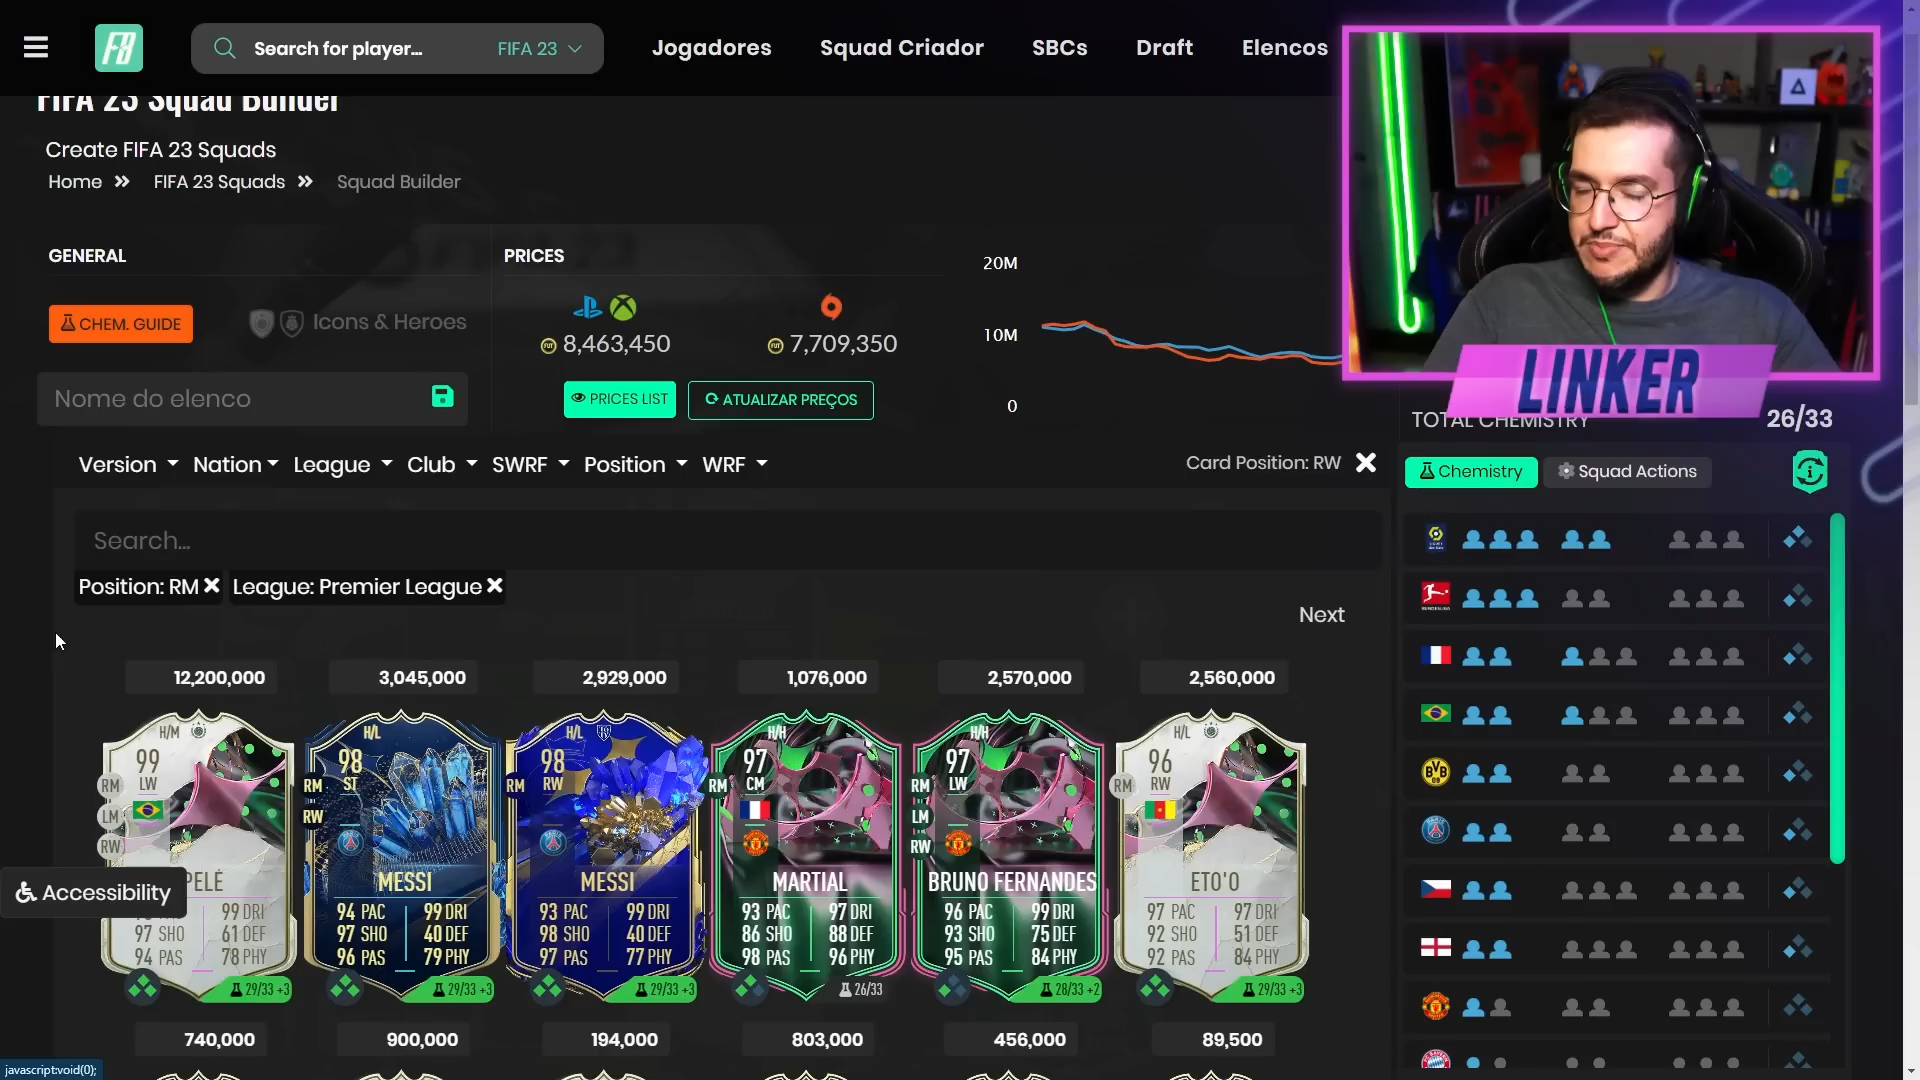 Search for player...
FIFA 23
Jogadores
Squad Criador
SBCs
Draft
Elencos
FIFA 23 Squad Builder
Create FIFA 23 Squads
Home » FIFA 23 Squads » Squad Builder
GENERAL
PRICES
CHEM. GUIDE
Icons & Heroes
8,463,450
7,709,350
Nome do elenco
PRICES LIST
ATUALIZAR PREÇOS
20M
10M
0
LINKER
TOTAL CHEMISTRY
26/33
Version
Nation
League
Club
SWRF
Position
WRF
Card Position: RW
Chemistry
Squad Actions
Search...
Position: RM
League: Premier League
Next
12,200,000
3,045,000
2,929,000
1,076,000
2,570,000
2,560,000
H/M
99
LW
RM
LM
RW
PELÉ
97 SHO
94 PAS
99 DRI
61 DEF
78 PHY
29/33 +3
H/L
98
ST
RM
RW
MESSI
94 PAC
97 SHO
96 PAS
99 DRI
40 DEF
79 PHY
29/33 +3
H/L
98
RW
RM
MESSI
93 PAC
98 SHO
97 PAS
99 DRI
40 DEF
77 PHY
29/33 +3
H/H
97
CM
RM
MARTIAL
93 PAC
86 SHO
98 PAS
97 DRI
88 DEF
96 PHY
26/33
H/H
97
LW
RM
LM
RW
BRUNO FERNANDES
96 PAC
93 SHO
95 PAS
99 DRI
75 DEF
84 PHY
28/33 +2
H/L
96
RW
RM
ETO'O
97 PAC
92 SHO
92 PAS
97 DRI
51 DEF
84 PHY
29/33 +3
Accessibility
740,000
900,000
194,000
803,000
456,000
89,500
javascript:void(0);